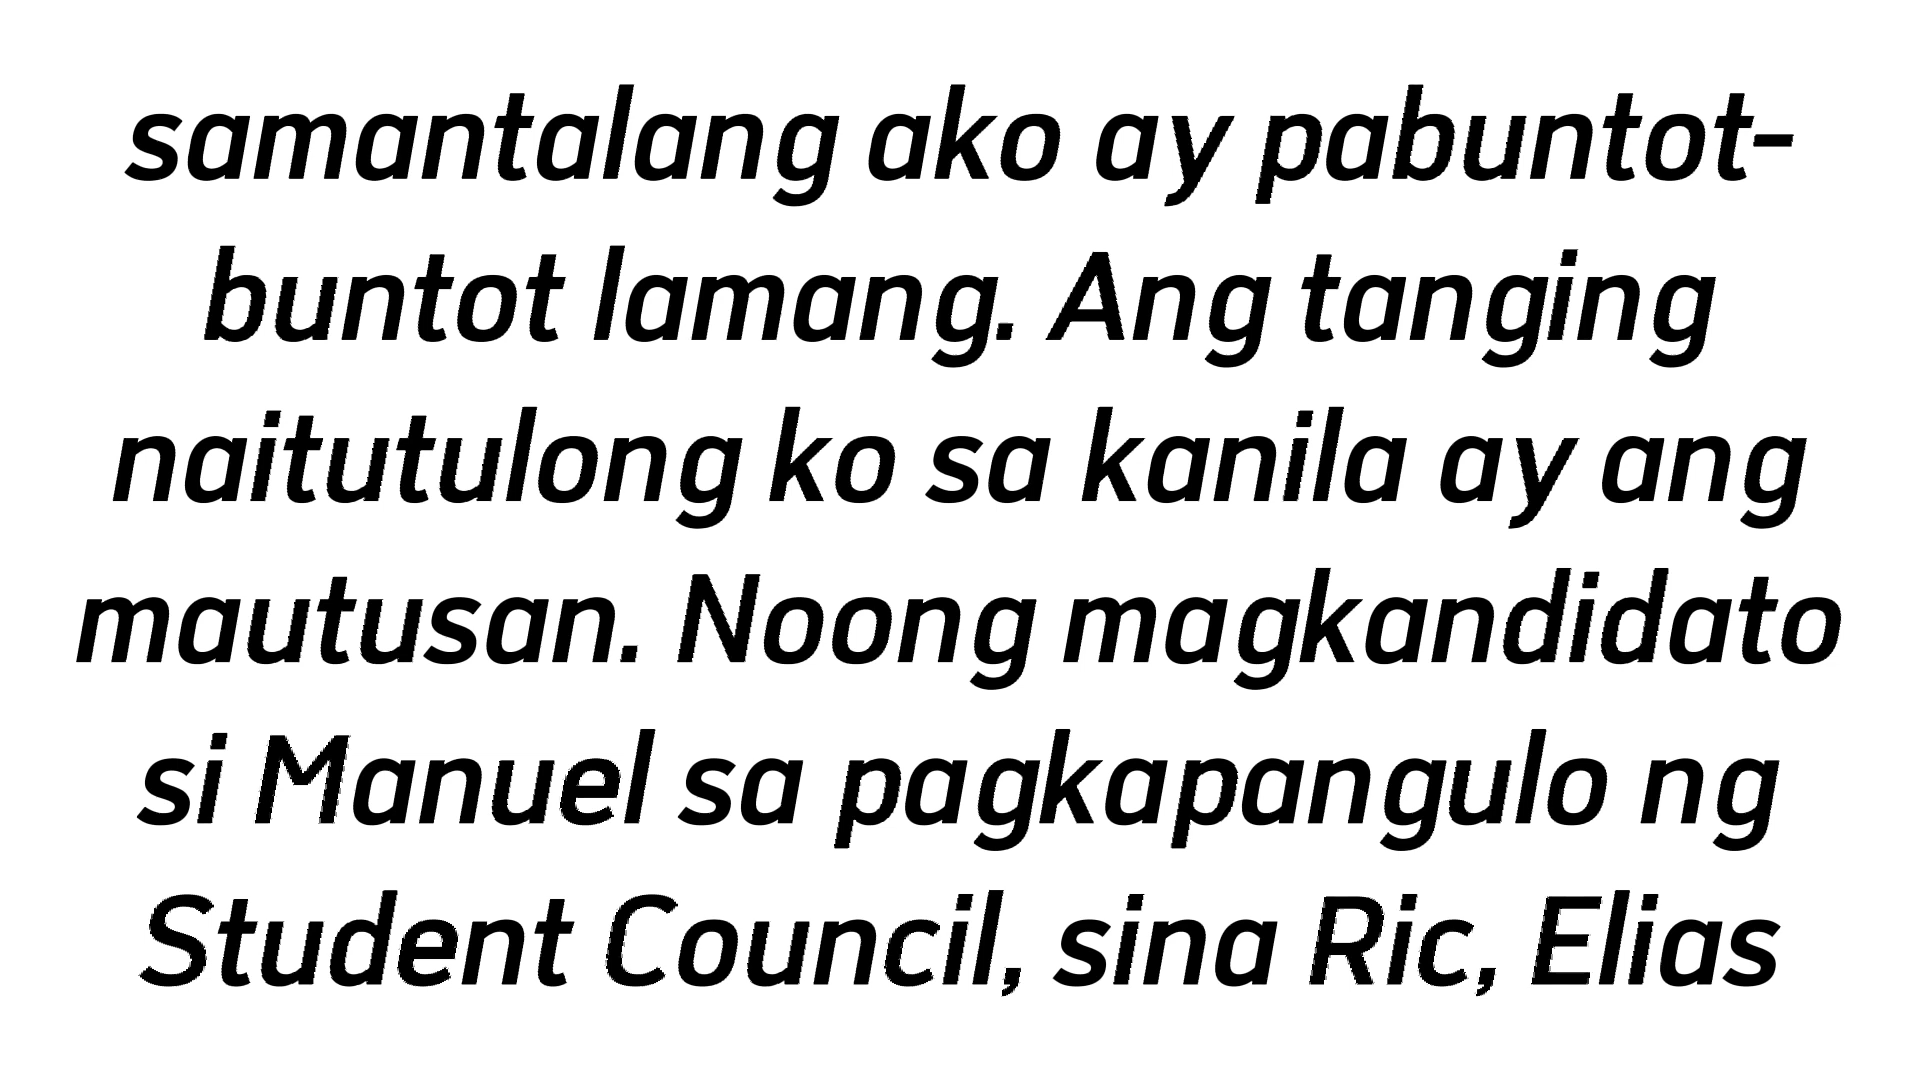 samantalang ako ay pabuntot-
buntot lamang. Ang tanging
naitutulong ko sa kanila ay ang
mautusan. Noong magkandidato
si Manuel sa pagkapangulo ng
Student Council, sina Ric, Elias